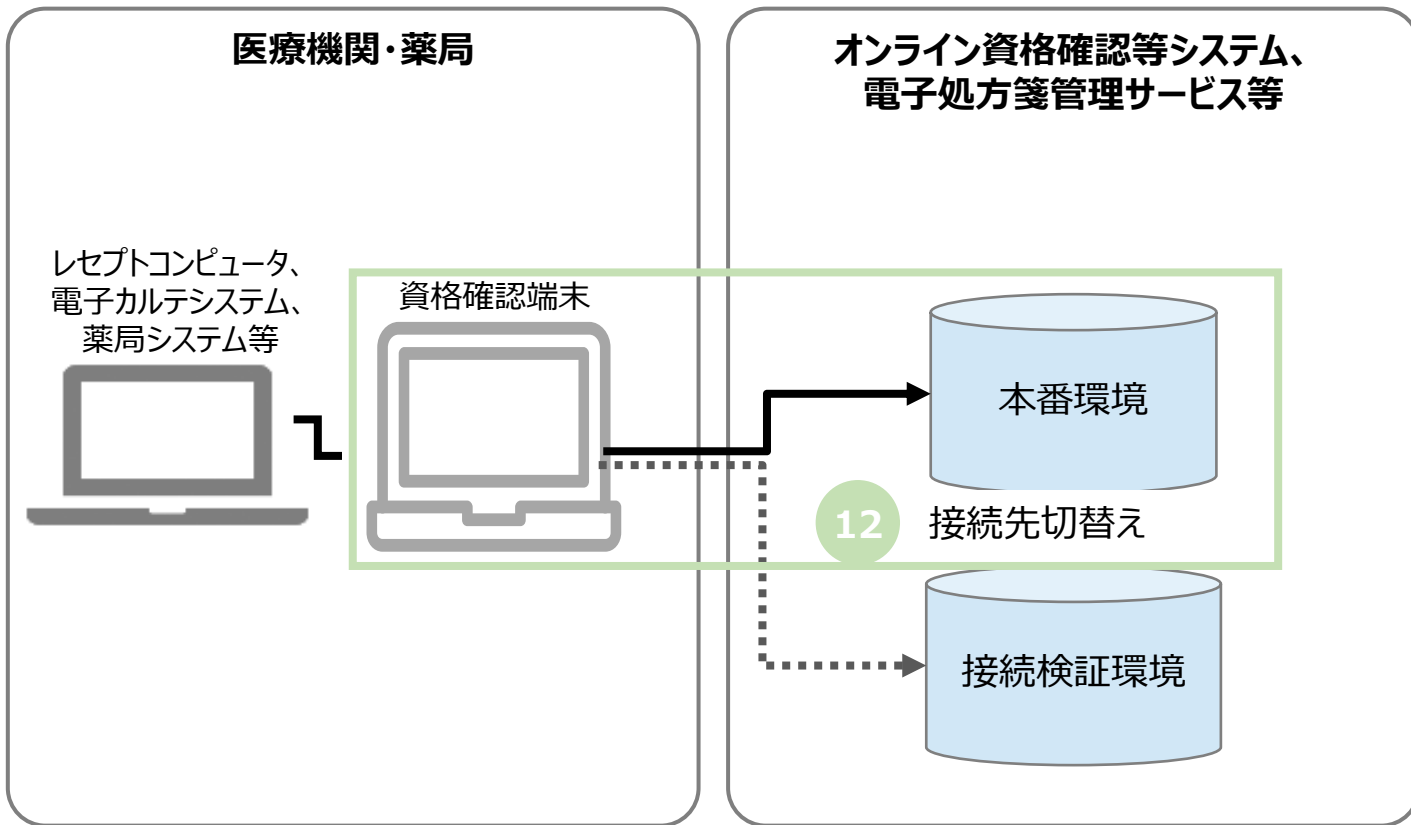 医療機関・薬局
オンライン資格確認等システム、
電子処方箋管理サービス等
レセプトコンピュータ、
電子カルテシステム、
薬局システム等
資格確認端末
本番環境
12 接続先切替え
接続検証環境